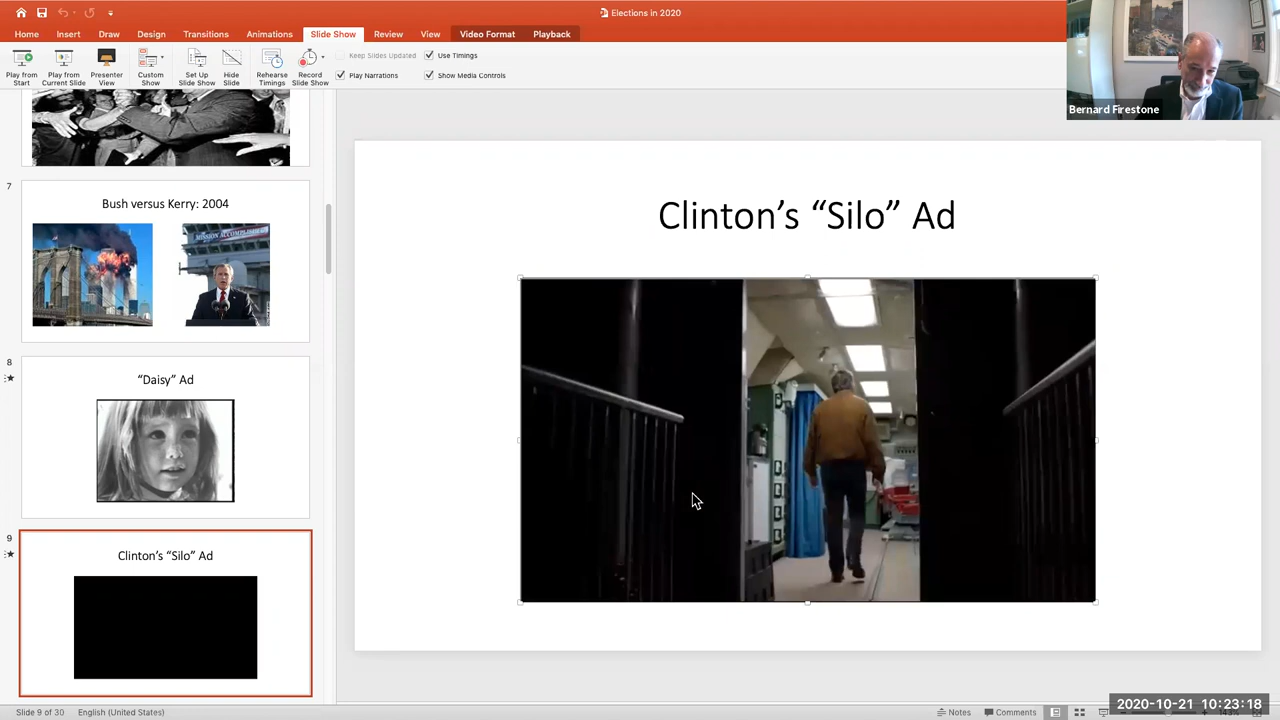 Elections in 2020
Home Insert Draw Design Transitions Animations Slide Show Review View Video Format Playback
Play from Start
Play from Current Slide
Presenter View
Custom Show
Set Up Slide Show
Hide Slide
Rehearse Timings
Record Slide Show
Keep Slides Updated
Use Timings
Play Narrations
Show Media Controls
Bernard Firestone
7
Bush versus Kerry: 2004
MISSION ACCOMPLISHED
8
“Daisy” Ad
9
Clinton’s “Silo” Ad
Clinton’s “Silo” Ad
Slide 9 of 30 English (United States)
Notes Comments
2020-10-21 10:23:18